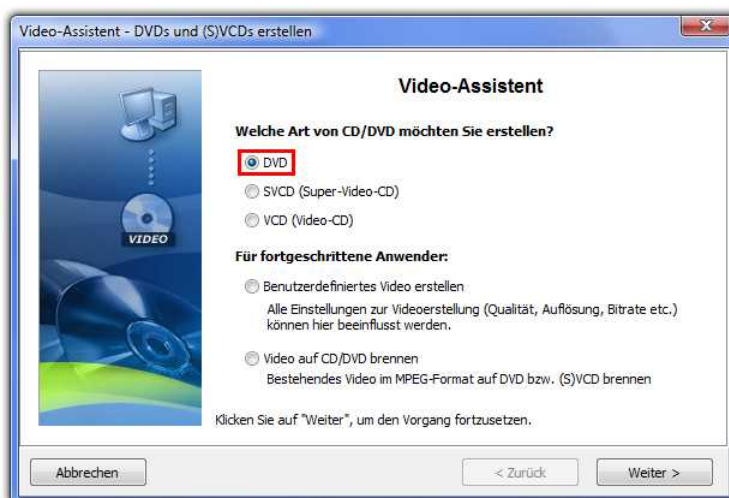 Video-Assistent - DVDs und (S)VCDs erstellen
Video-Assistent
Welche Art von CD/DVD möchten Sie erstellen?
DVD
SVCD (Super-Video-CD)
VCD (Video-CD)
VIDEO
Für fortgeschrittene Anwender:
Benutzerdefiniertes Video erstellen
Alle Einstellungen zur Videoerstellung (Qualität, Auflösung, Bitrate etc.)
können hier beeinflusst werden.
Video auf CD/DVD brennen
Bestehendes Video im MPEG-Format auf DVD bzw. (S)VCD brennen
Klicken Sie auf "Weiter", um den Vorgang fortzusetzen.
Abbrechen
< Zurück
Weiter >